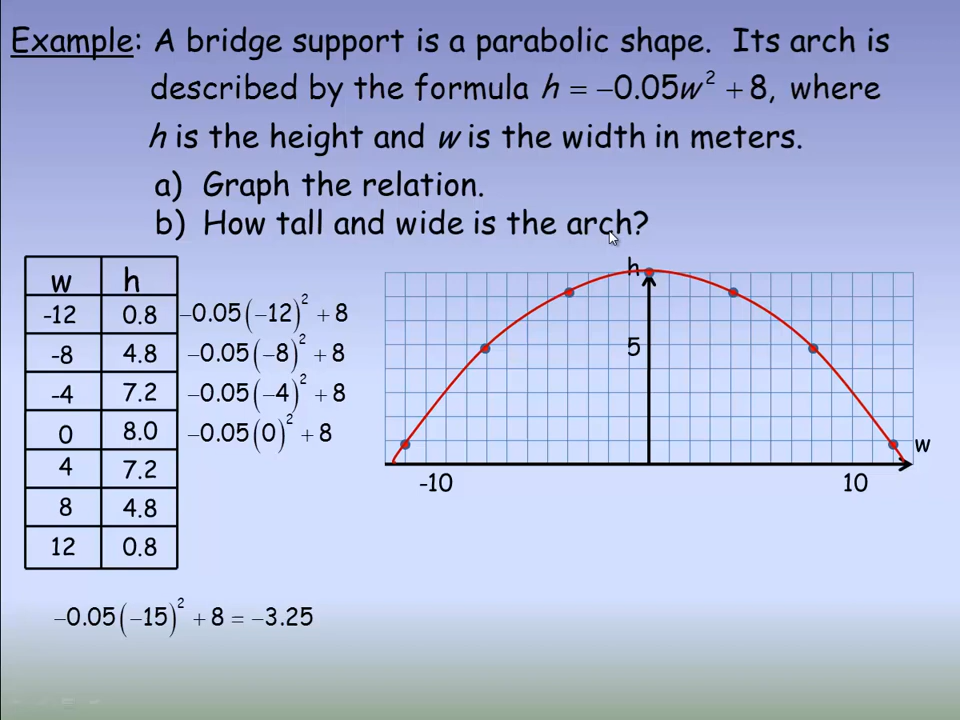 Example: A bridge support is a parabolic shape. Its arch is
described by the formula h = −0.05w² + 8, where
h is the height and w is the width in meters.
a) Graph the relation.
b) How tall and wide is the arch?
w h
-12 0.8 −0.05(−12)² + 8
-8 4.8 −0.05(−8)² + 8
-4 7.2 −0.05(−4)² + 8
0 8.0 −0.05(0)² + 8
4 7.2
8 4.8
12 0.8
h
5
w
-10 10
−0.05(−15)² + 8 = −3.25